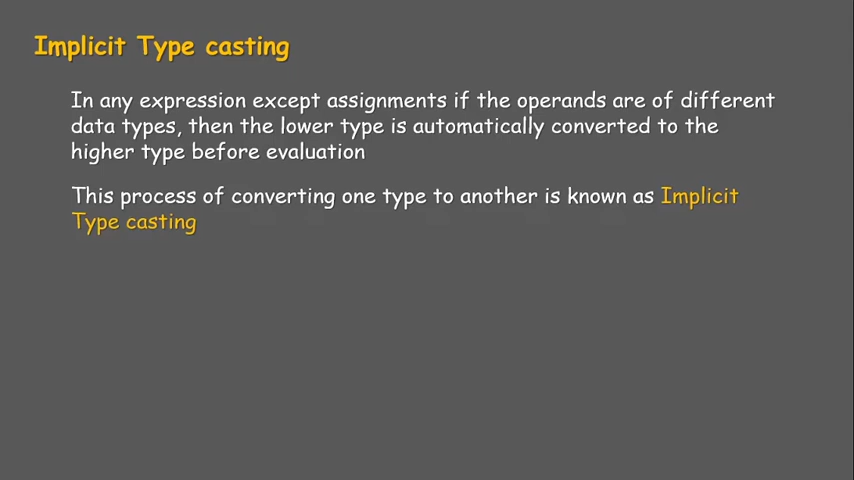 Implicit Type casting
In any expression except assignments if the operands are of different
data types, then the lower type is automatically converted to the
higher type before evaluation
This process of converting one type to another is known as Implicit
Type casting